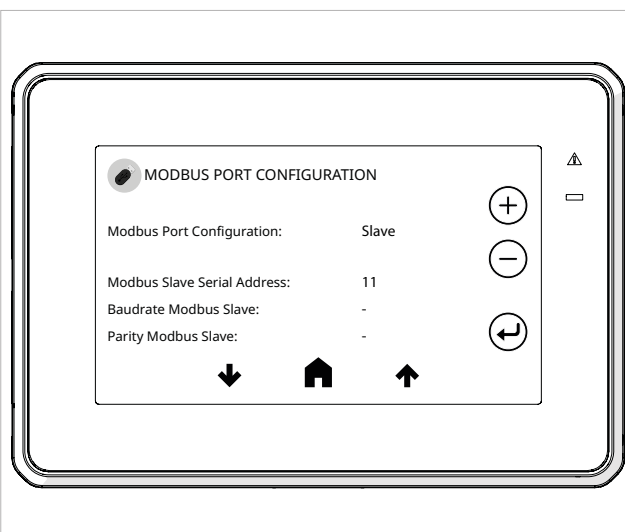 MODBUS PORT CONFIGURATION
Modbus Port Configuration: Slave
Modbus Slave Serial Address: 11
Baudrate Modbus Slave: -
Parity Modbus Slave: -